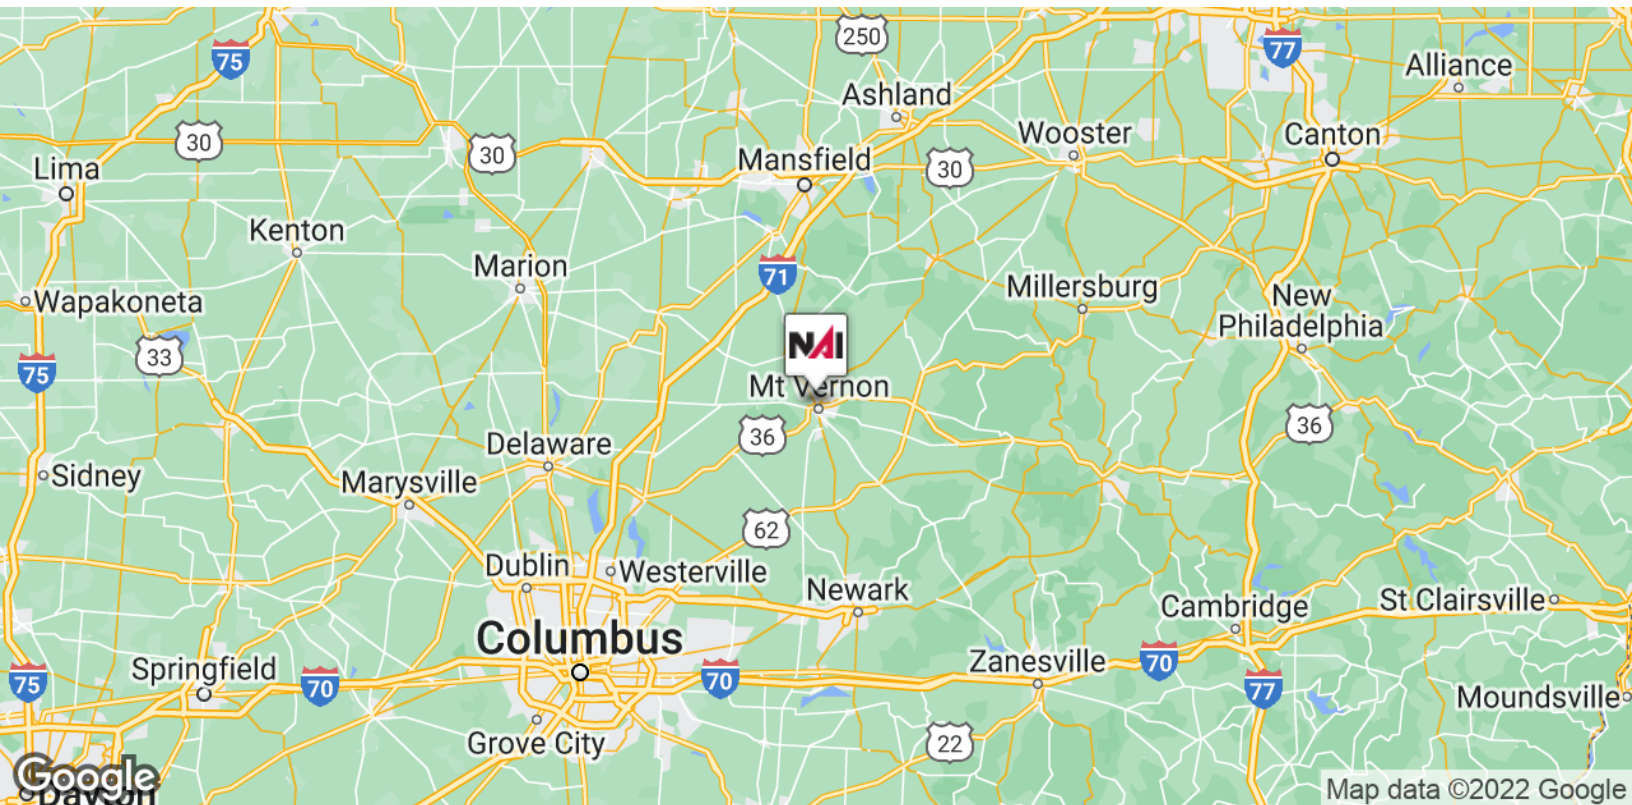 250
77
Alliance
75
Ashland
Wooster
Canton
30
30
Mansfield
30
Lima
Kenton
Marion
71
Millersburg
New
Philadelphia
Wapakoneta
NAI
33
75
Mt Vernon
36
36
Delaware
Sidney
Marysville
62
Dublin
Westerville
Newark
Cambridge
St Clairsville
Columbus
Springfield
Zanesville
70
75
70
70
77
Moundsville
Grove City
22
Google
Dayton
Map data ©2022 Google